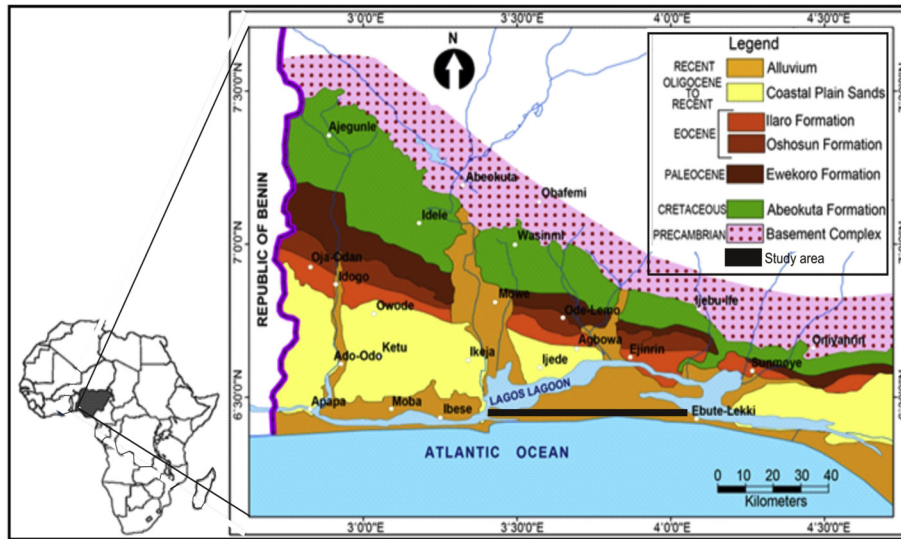 3°0'0"E 3°30'0"E 4°0'0"E 4°30'0"E
N
Legend
RECENT Alluvium
OLIGOCENE TO RECENT Coastal Plain Sands
EOCENE Ilaro Formation
Oshosun Formation
PALEOCENE Ewekoro Formation
CRETACEOUS Abeokuta Formation
PRECAMBRIAN Basement Complex
Study area
7°30'0"N
7°0'0"N
6°30'0"N
REPUBLIC OF BENIN
Ajegunle
Abeokuta
Obafemi
Idele
Wasinmi
Oja-Odan
Idogo
Mowe
Ijebu-Ife
Owode
Ode-Lemo
Agbowa
Ejinrin
Ado-Odo
Ketu
Ikeja
Ijede
Sunmoye
Apapa
Moba
Ibese
LAGOS LAGOON
Ebute-Lekki
ATLANTIC OCEAN
0 10 20 30 40
Kilometers
3°0'0"E 3°30'0"E 4°0'0"E 4°30'0"E